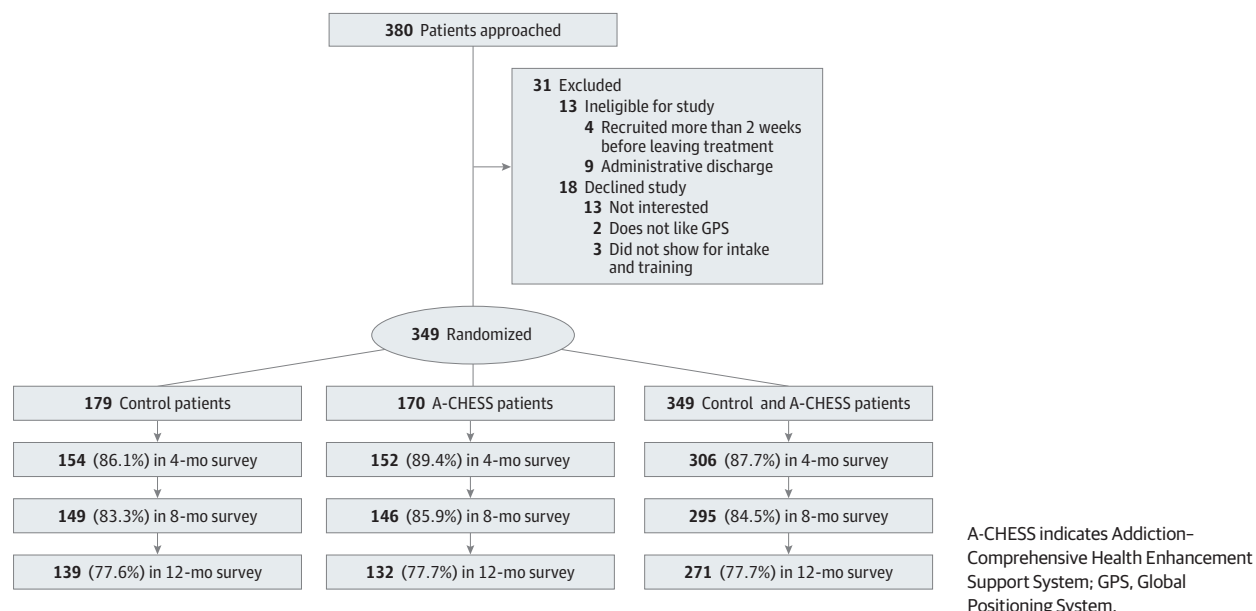 380 Patients approached
31 Excluded
13 Ineligible for study
4 Recruited more than 2 weeks
before leaving treatment
9 Administrative discharge
18 Declined study
13 Not interested
2 Does not like GPS
3 Did not show for intake
and training
349 Randomized
179 Control patients
170 A-CHESS patients
349 Control and A-CHESS patients
154 (86.1%) in 4-mo survey
152 (89.4%) in 4-mo survey
306 (87.7%) in 4-mo survey
149 (83.3%) in 8-mo survey
146 (85.9%) in 8-mo survey
295 (84.5%) in 8-mo survey
139 (77.6%) in 12-mo survey
132 (77.7%) in 12-mo survey
271 (77.7%) in 12-mo survey
A-CHESS indicates Addiction–
Comprehensive Health Enhancement
Support System; GPS, Global
Positioning System.